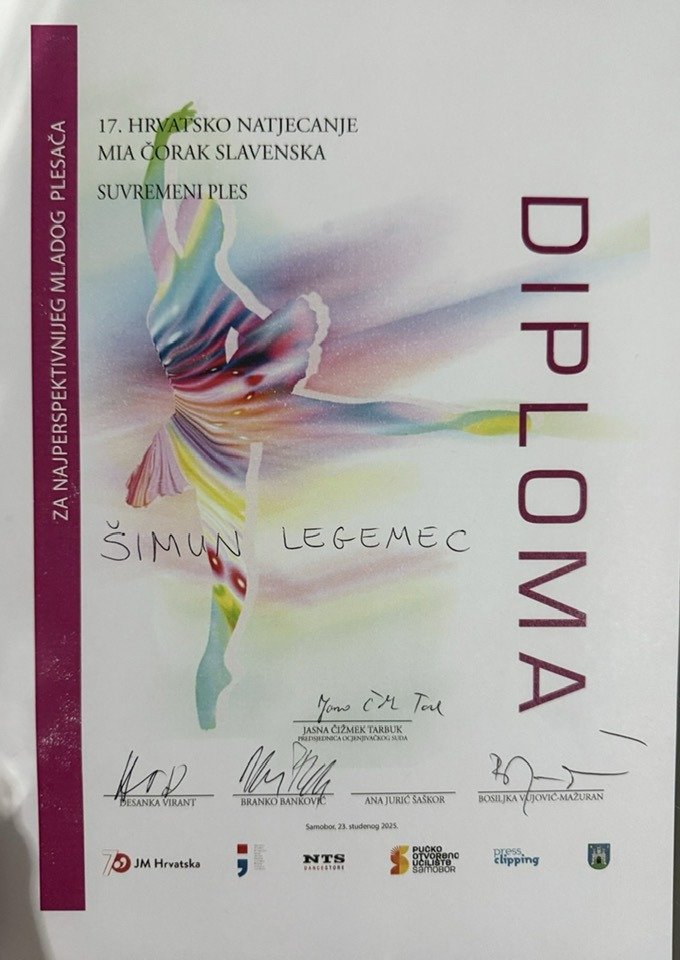 ZA NAJPERSPEKTIVNIJEG MLADOG PLESAČA
17. HRVATSKO NATJECANJE
MIA ČORAK SLAVENSKA
SUVREMENI PLES
DIPLOMA
ŠIMUN LEGEMEC
JASNA ČIŽMEK TARBUK
PREDSJEDNICA OCJENJIVAČKOG SUDA
DESANKA VIRANT
BRANKO BANKOVIĆ
ANA JURIĆ ŠAŠKOR
BOSILJKA VUJOVIĆ-MAŽURAN
Samobor, 23. studenog 2025.
70 JM Hrvatska
NTS
DANCESTORE
PUČKO
OTVORENO
UČILIŠTE
SAMOBOR
press
clipping